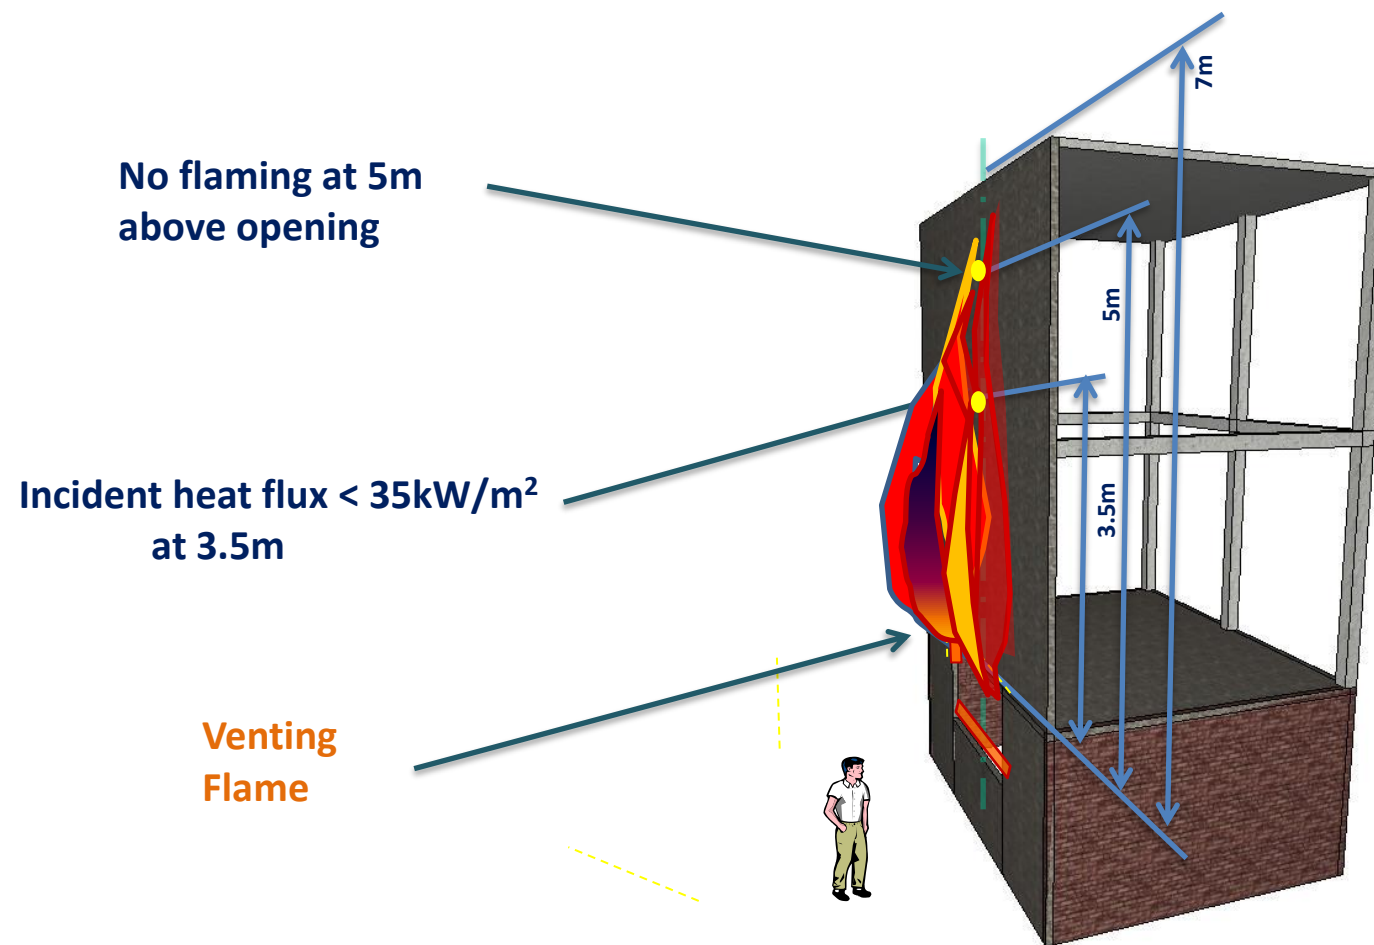 No flaming at 5m
above opening
Incident heat flux < 35kW/m²
at 3.5m
Venting
Flame
7m
5m
3.5m